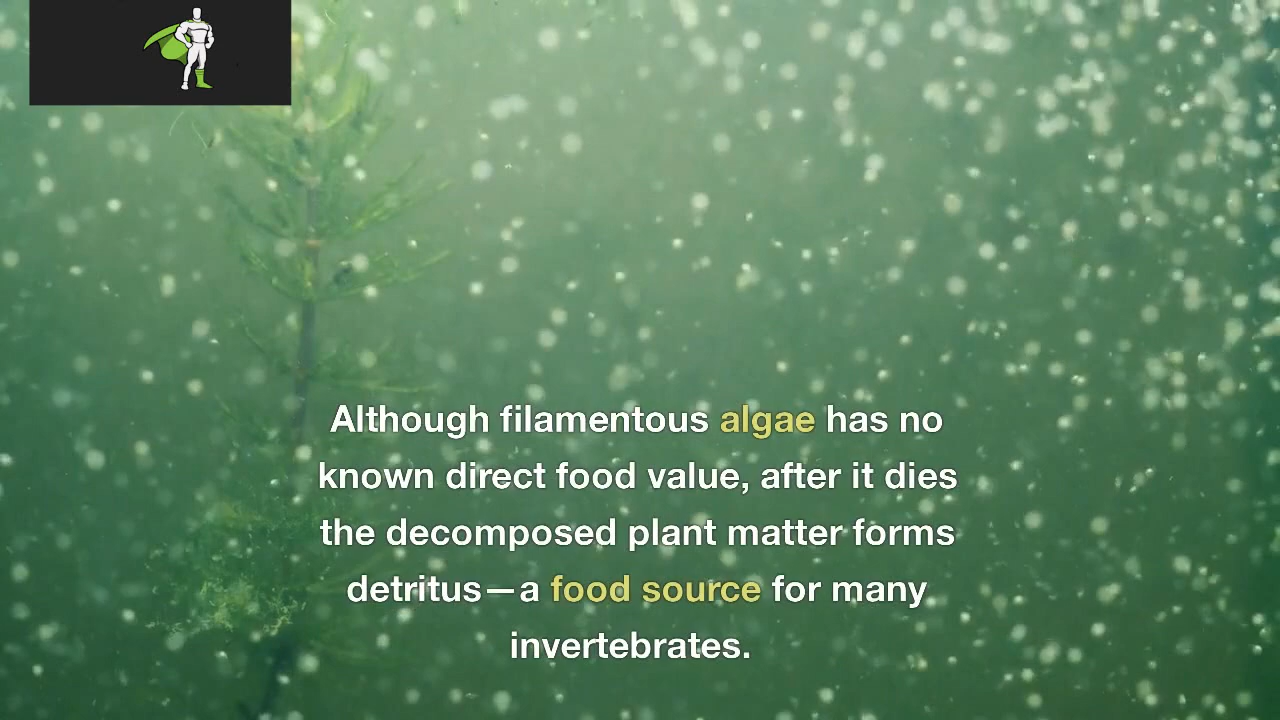 Although filamentous algae has no
known direct food value, after it dies
the decomposed plant matter forms
detritus—a food source for many
invertebrates.